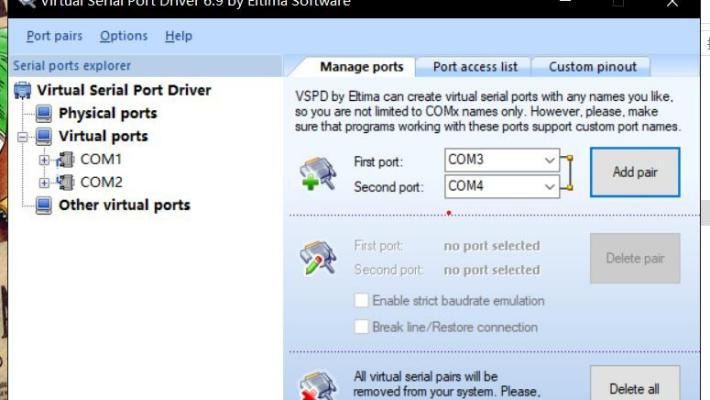 Virtual Serial Port Driver 6.9 by Eltima Software
Port pairs Options Help
Serial ports explorer
Manage ports Port access list Custom pinout
Virtual Serial Port Driver
Physical ports
Virtual ports
COM1
COM2
Other virtual ports
VSPD by Eltima can create virtual serial ports with any names you like,
so you are not limited to COMx names only. However, please, make
sure that programs working with these ports support custom port names.
First port: COM3
Second port: COM4
Add pair
First port: no port selected
Second port: no port selected
Delete pair
Enable strict baudrate emulation
Break line/Restore connection
All virtual serial pairs will be
removed from your system. Please,
Delete all